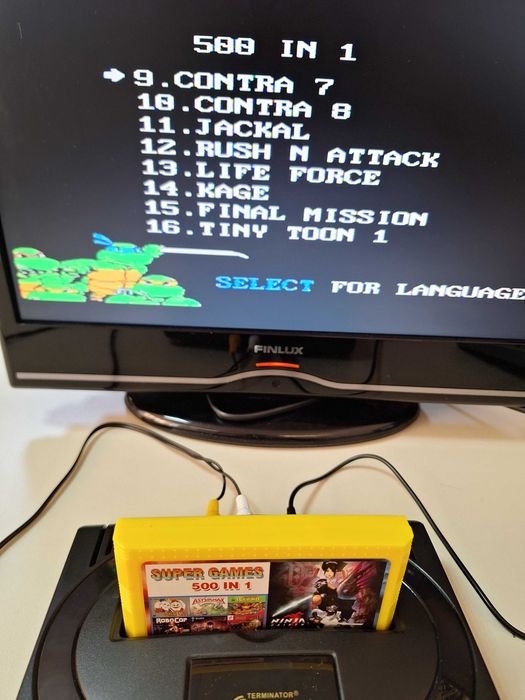 500 IN 1
9.CONTRA 7
10.CONTRA 8
11.JACKAL
12.RUSH N ATTACK
13.LIFE FORCE
14.KAGE
15.FINAL MISSION
16.TINY TOON 1
SELECT FOR LANGUAGE
FINLUX
SUPER GAMES
500 IN 1
ROBOCOP
NINJA
TERMINATOR®